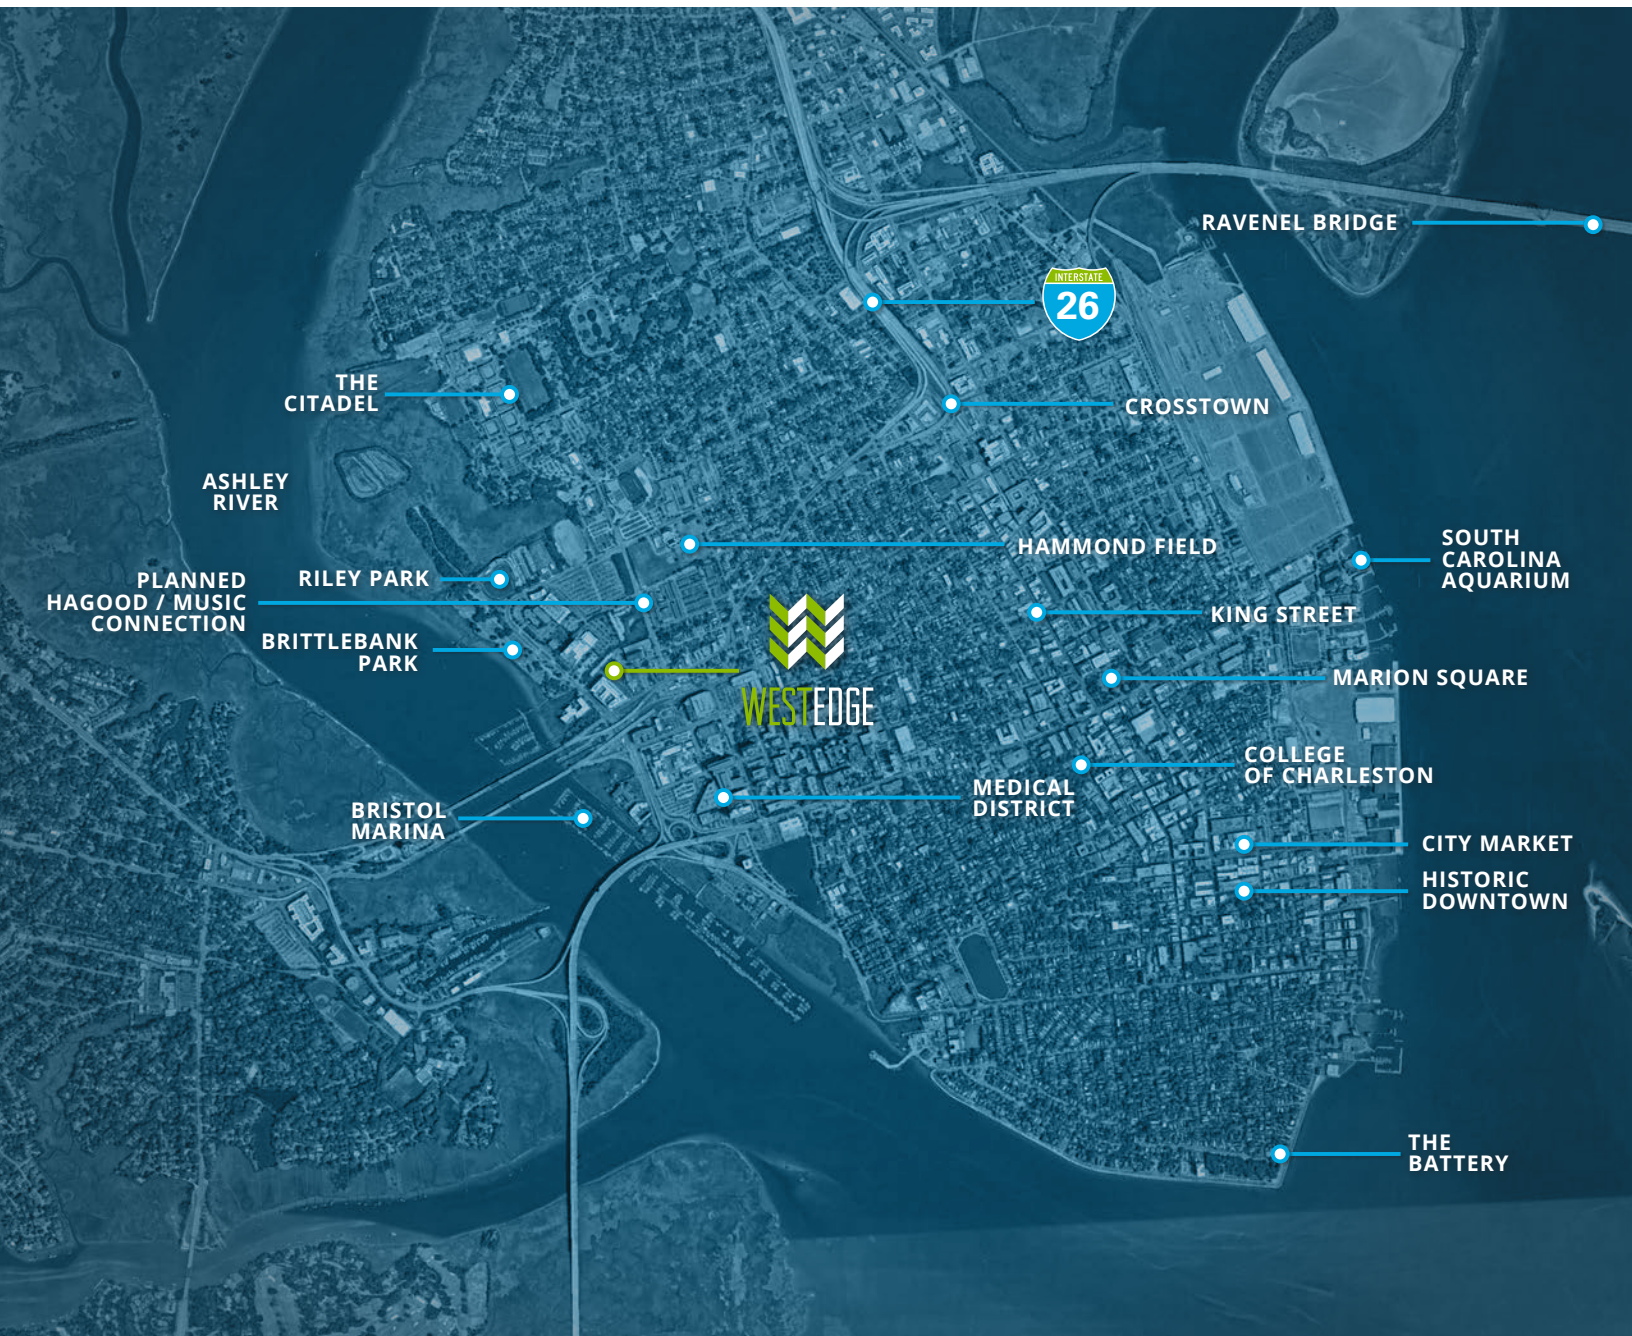 RAVENEL BRIDGE
INTERSTATE
26
THE
CITADEL
CROSSTOWN
ASHLEY
RIVER
HAMMOND FIELD
SOUTH
CAROLINA
AQUARIUM
RILEY PARK
PLANNED
HAGOOD / MUSIC
CONNECTION
KING STREET
BRITTLEBANK
PARK
WESTEDGE
MARION SQUARE
COLLEGE
OF CHARLESTON
MEDICAL
DISTRICT
BRISTOL
MARINA
CITY MARKET
HISTORIC
DOWNTOWN
THE
BATTERY